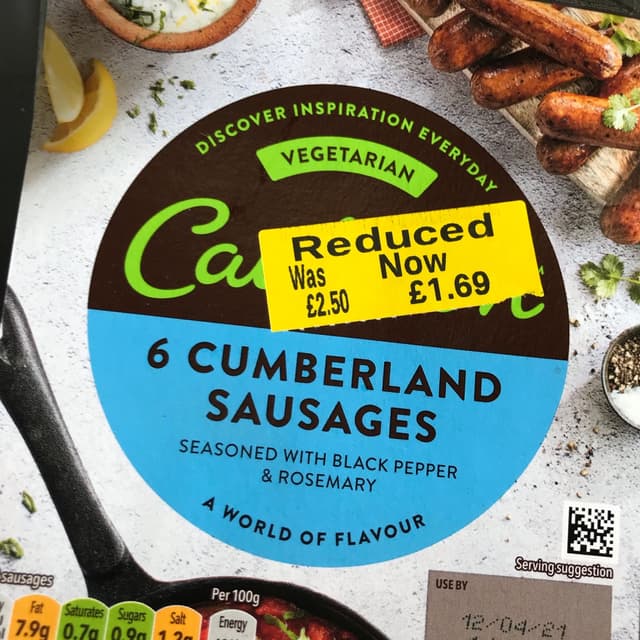 DISCOVER INSPIRATION EVERYDAY
VEGETARIAN
Reduced
Was Now
£2.50 £1.69
6 CUMBERLAND
SAUSAGES
SEASONED WITH BLACK PEPPER
& ROSEMARY
A WORLD OF FLAVOUR
Serving suggestion
USE BY
12/04/21
sausages
Per 100g
Fat Saturates Sugars Salt Energy
7.9g 0.7g 0.9g 1.2g